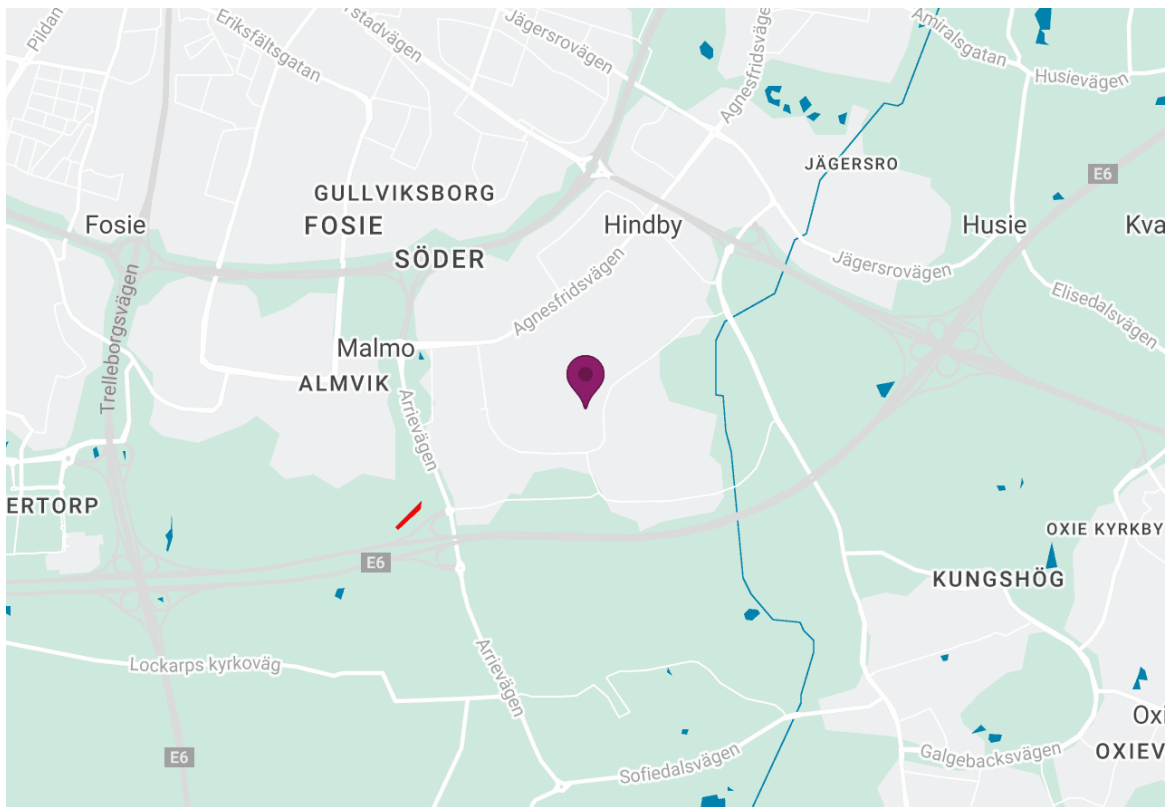 Pildan
Eriksfältsgatan
ystadvägen
Jägersrovägen
Agnesfridsvägen
Amiralsgatan
Husievägen
JÄGERSRO
E6
GULLVIKSBORG
FOSIE
Fosie
SÖDER
Hindby
Husie
Kva
Jägersrovägen
Elisedalsvägen
Trelleborgsvägen
Agnesfridsvägen
Malmo
ALMVIK
Arrievägen
ERTORP
E6
OXIE KYRKBY
KUNGSHÖG
Lockarps kyrkoväg
Arrievägen
E6
Sofiedalsvägen
Galgebacksvägen
Oxi
OXIEV